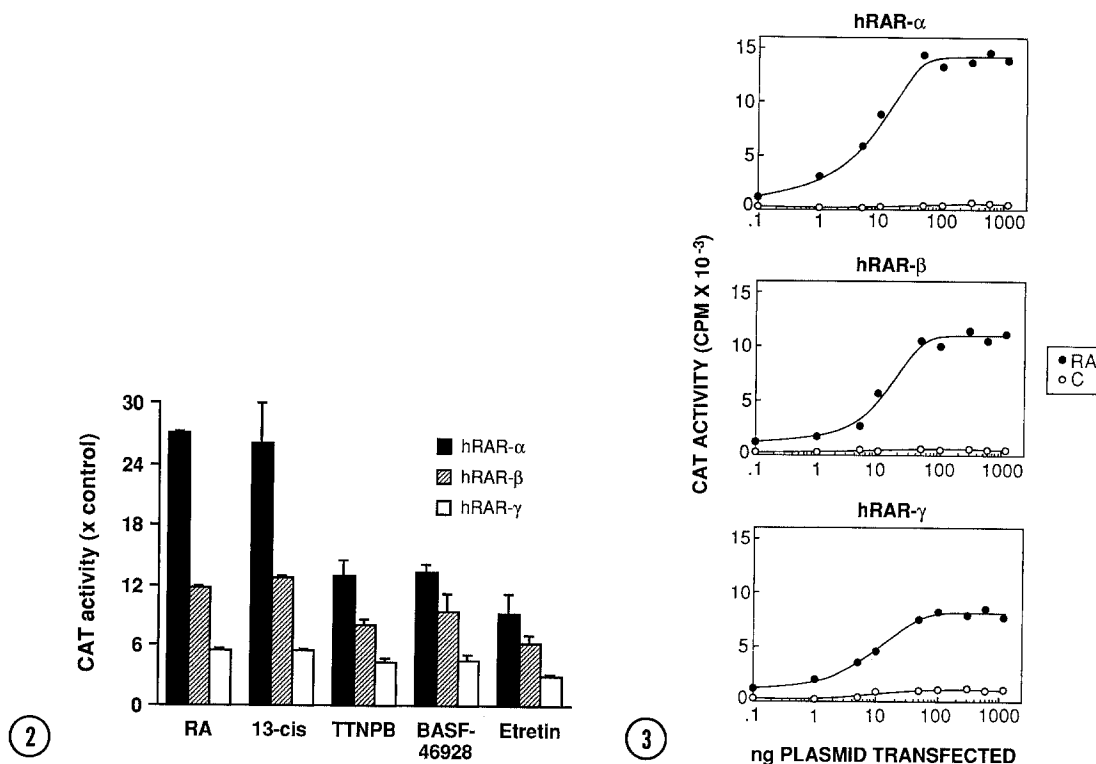 30
24
18
12
6
0
CAT activity (x control)
hRAR-α
hRAR-β
hRAR-γ
RA
13-cis
TTNPB
BASF-
46928
Etretin
2
hRAR-α
15
10
5
0
.1 1 10 100 1000
hRAR-β
15
10
5
0
.1 1 10 100 1000
hRAR-γ
15
10
5
0
.1 1 10 100 1000
CAT ACTIVITY (CPM X 10⁻³)
RA
C
3
ng PLASMID TRANSFECTED